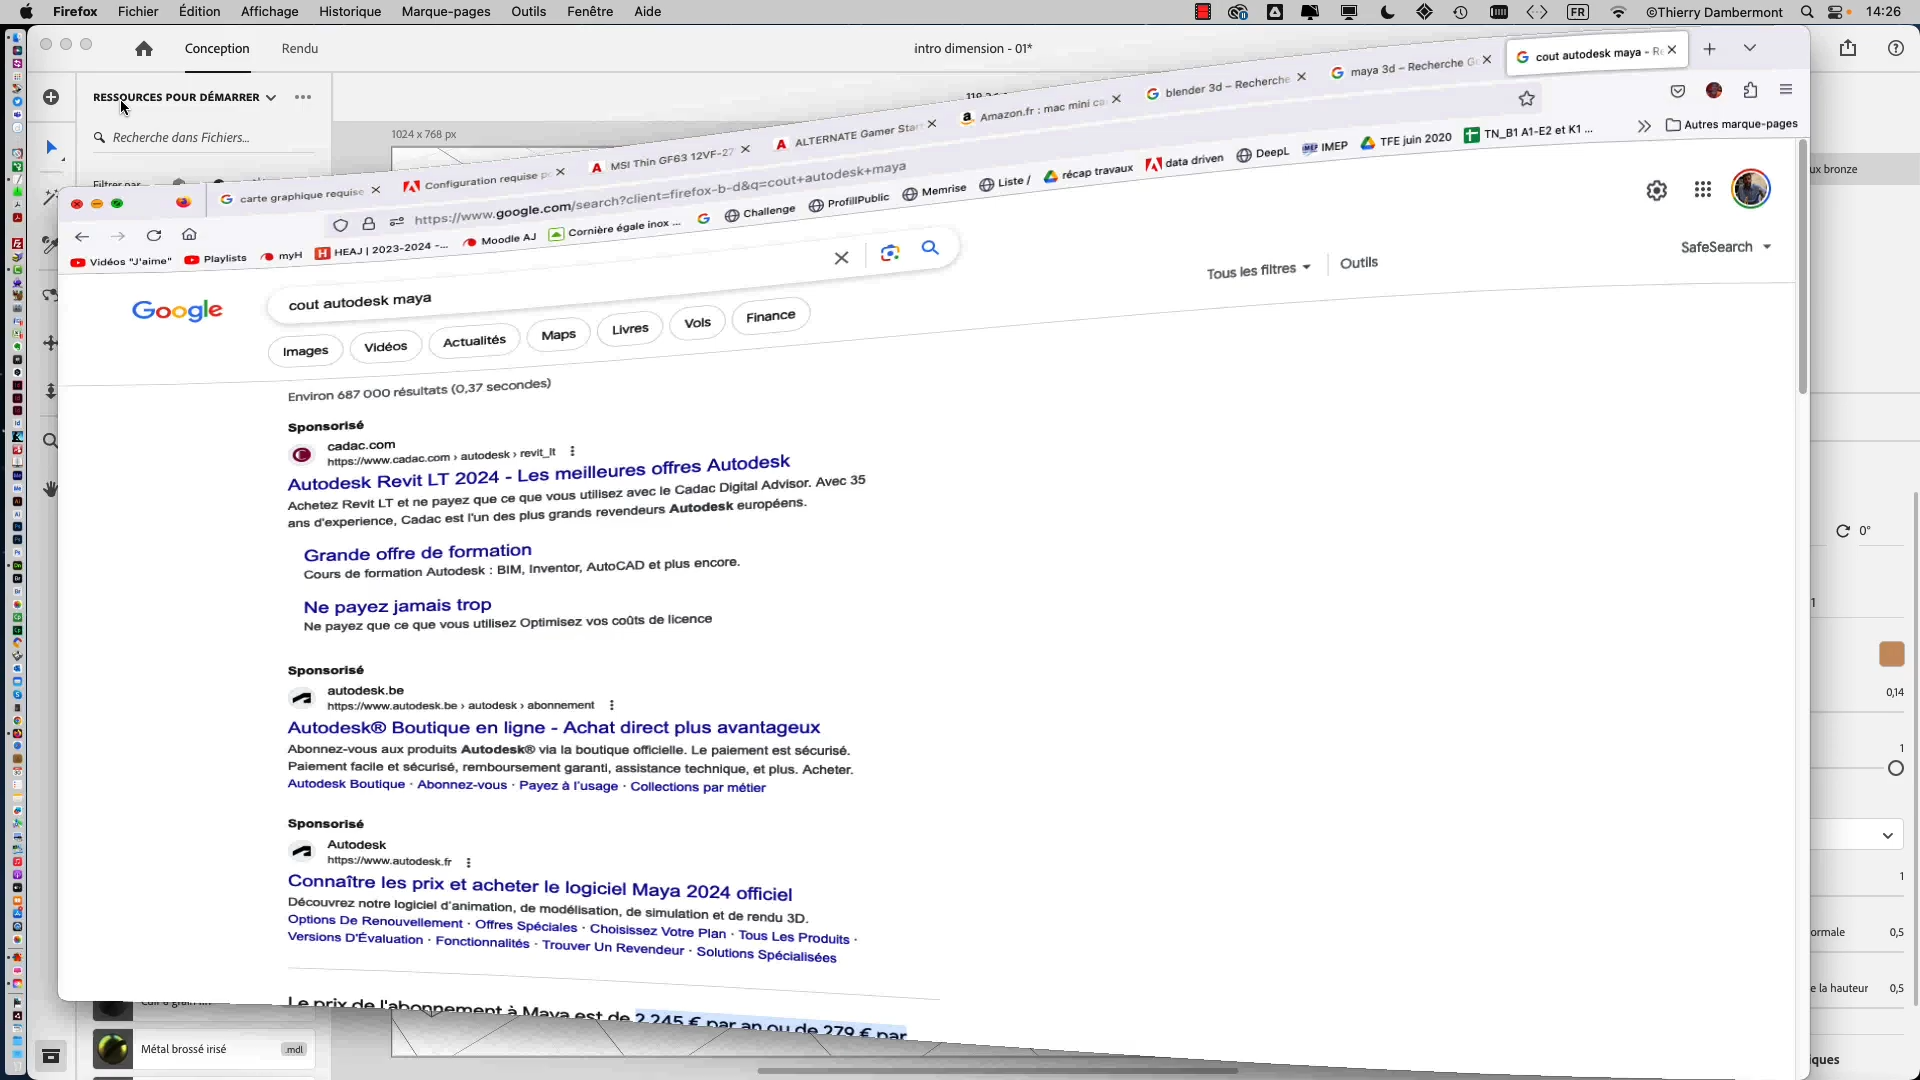 Firefox Fichier Édition Affichage Historique Marque-pages Outils Fenêtre Aide
FR ©Thierry Dambermont 14:26
Conception Rendu
intro dimension - 01*
RESSOURCES POUR DÉMARRER
Recherche dans Fichiers...
Filtrer par
1024 x 768 px
carte graphique requise
Configuration requise
MSI Thin GF63 12VF-27
ALTERNATE Gamer Star
Amazon.fr : mac mini ca
blender 3d – Recherche
maya 3d – Recherche G
cout autodesk maya - Re
https://www.google.com/search?client=firefox-b-d&q=cout+autodesk+maya
Vidéos "J'aime" Playlists myH HEAJ | 2023-2024 -... Moodle AJ Cornière égale inox ... Challenge ProfillPublic Memrise Liste / récap travaux data driven DeepL IMEP TFE juin 2020 TN_B1 A1-E2 et K1 ... Autres marque-pages
Google
cout autodesk maya
SafeSearch
Tous les filtres Outils
Images Vidéos Actualités Maps Livres Vols Finance
Environ 687 000 résultats (0,37 secondes)
Sponsorisé
cadac.com
https://www.cadac.com › autodesk › revit_lt
Autodesk Revit LT 2024 - Les meilleures offres Autodesk
Achetez Revit LT et ne payez que ce que vous utilisez avec le Cadac Digital Advisor. Avec 35
ans d'experience, Cadac est l'un des plus grands revendeurs Autodesk européens.
Grande offre de formation
Cours de formation Autodesk : BIM, Inventor, AutoCAD et plus encore.
Ne payez jamais trop
Ne payez que ce que vous utilisez Optimisez vos coûts de licence
Sponsorisé
autodesk.be
https://www.autodesk.be › autodesk › abonnement
Autodesk® Boutique en ligne - Achat direct plus avantageux
Abonnez-vous aux produits Autodesk® via la boutique officielle. Le paiement est sécurisé.
Paiement facile et sécurisé, remboursement garanti, assistance technique, et plus. Acheter.
Autodesk Boutique · Abonnez-vous · Payez à l'usage · Collections par métier
Sponsorisé
Autodesk
https://www.autodesk.fr
Connaître les prix et acheter le logiciel Maya 2024 officiel
Découvrez notre logiciel d'animation, de modélisation, de simulation et de rendu 3D.
Options De Renouvellement · Offres Spéciales · Choisissez Votre Plan · Tous Les Produits ·
Versions D'Évaluation · Fonctionnalités · Trouver Un Revendeur · Solutions Spécialisées
Le prix de l'abonnement à Maya est de 2 245 € par an ou de 279 € par
Métal brossé irisé .mdl
ux bronze
0°
1
0,14
1
1
ormale 0,5
e la hauteur 0,5
iques